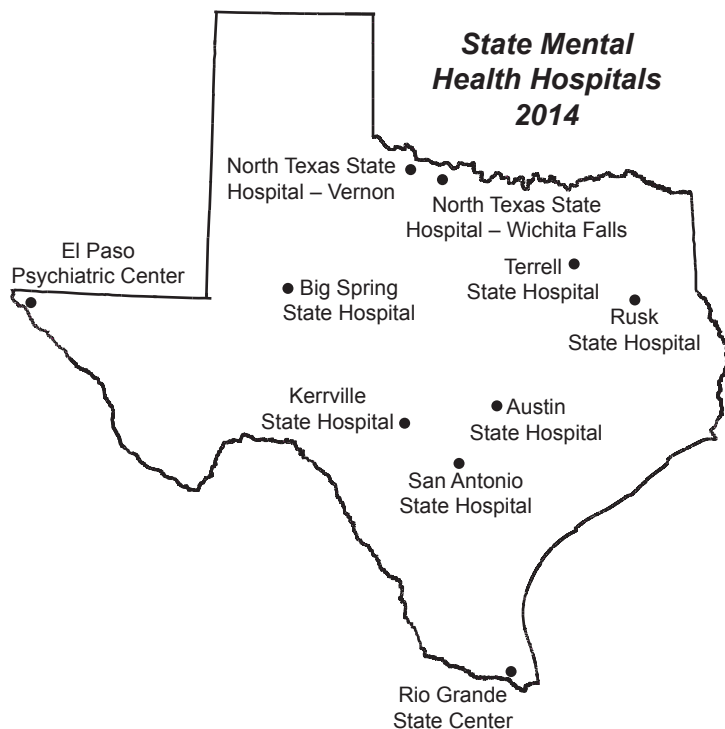 State Mental
Health Hospitals
2014
North Texas State
Hospital – Vernon
North Texas State
Hospital – Wichita Falls
El Paso
Psychiatric Center
Terrell
State Hospital
Big Spring
State Hospital
Rusk
State Hospital
Kerrville
State Hospital
Austin
State Hospital
San Antonio
State Hospital
Rio Grande
State Center